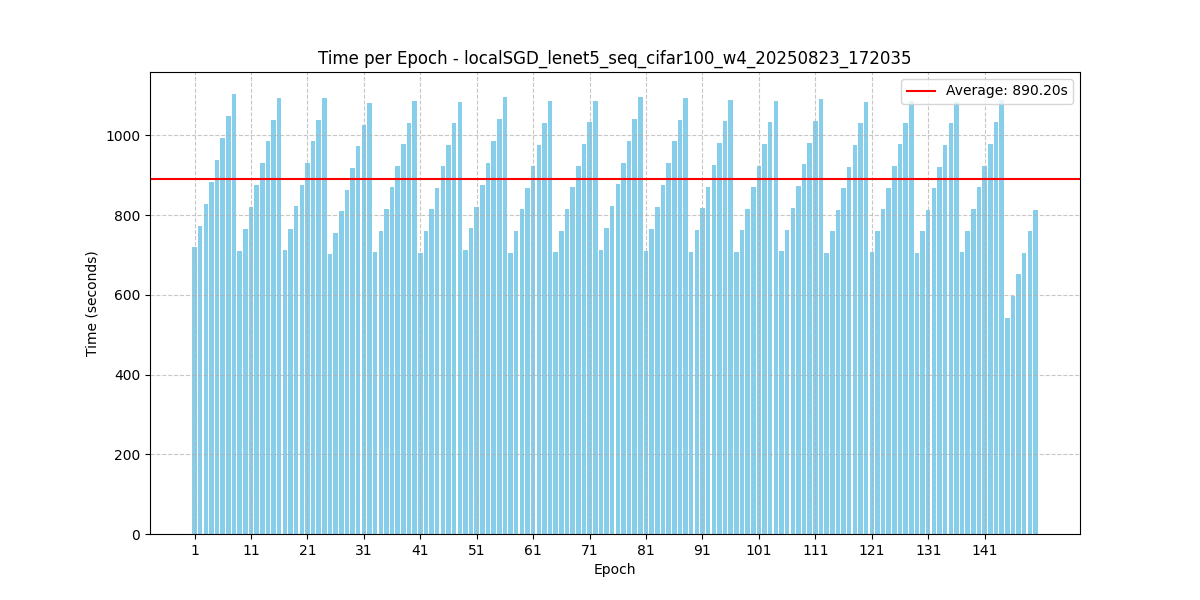 Time per Epoch - localSGD_lenet5_seq_cifar100_w4_20250823_172035
Average: 890.20s
1000
800
600
400
200
0
Time (seconds)
1 11 21 31 41 51 61 71 81 91 101 111 121 131 141
Epoch